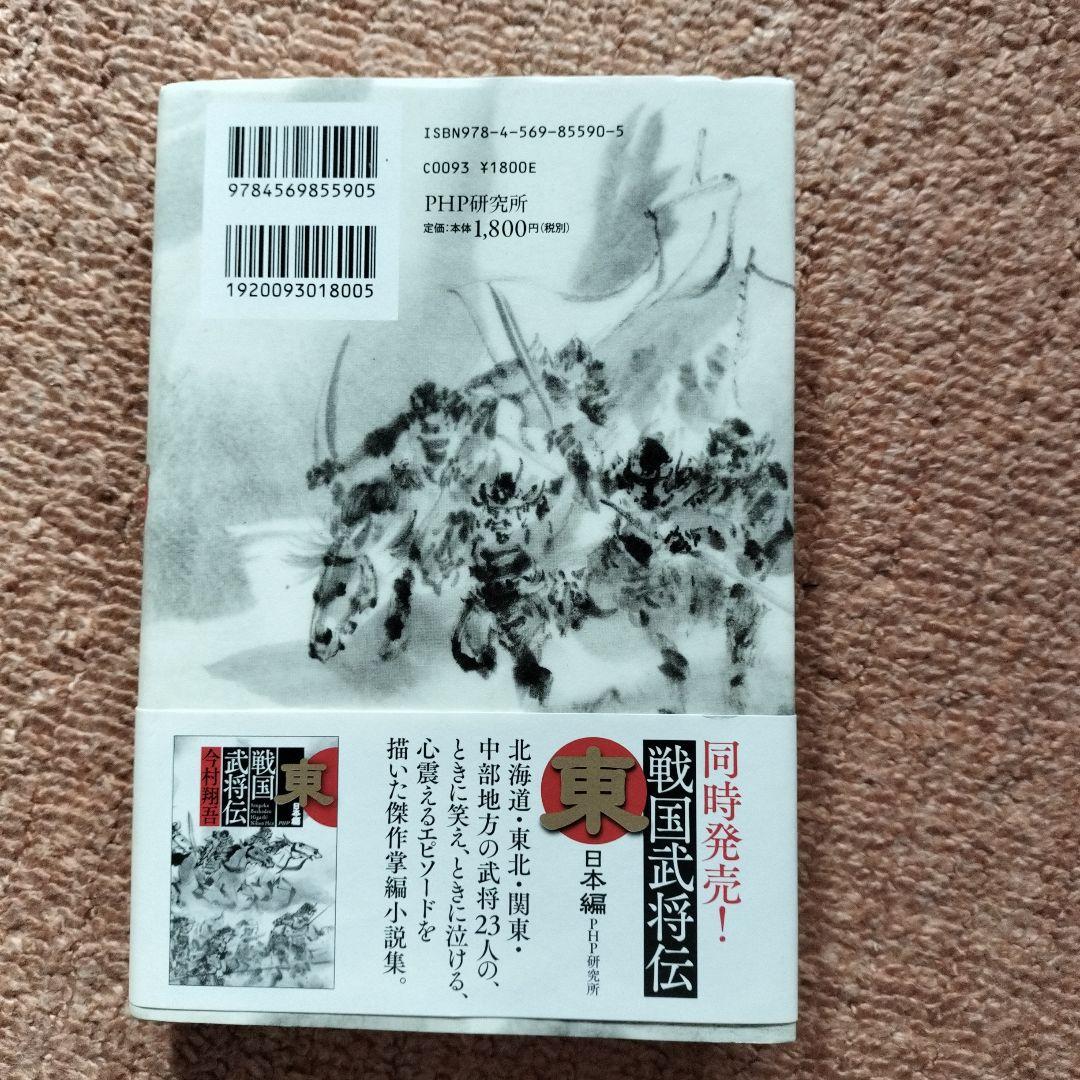 ISBN978-4-569-85590-5
C0093 ¥1800E
PHP研究所
定価：本体1,800円（税別）
9784569855905
1920093018005
同時発売！
戦国武将伝
東
日本編
PHP研究所
北海道・東北・関東・
中部地方の武将23人の、
ときに笑え、ときに泣ける、
心震えるエピソードを
描いた傑作掌編小説集。
東
日本編
PHP
戦国
武将伝
今村翔吾